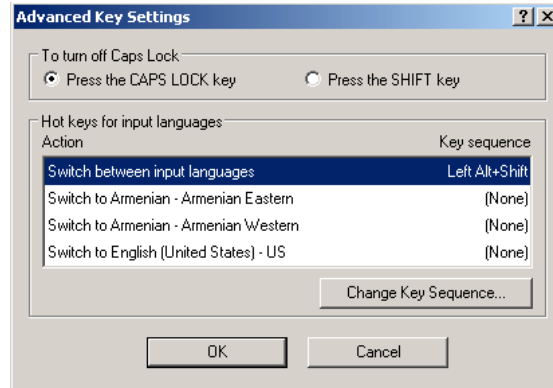 Advanced Key Settings
To turn off Caps Lock
Press the CAPS LOCK key Press the SHIFT key
Hot keys for input languages
Action Key sequence
Switch between input languages Left Alt+Shift
Switch to Armenian - Armenian Eastern (None)
Switch to Armenian - Armenian Western (None)
Switch to English (United States) - US (None)
Change Key Sequence...
OK Cancel